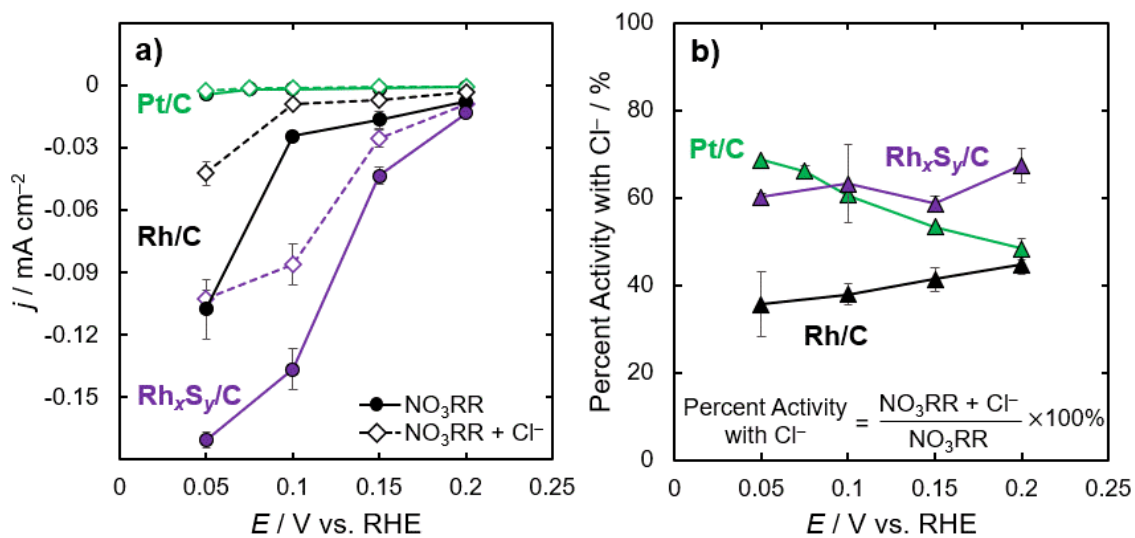 a)
0
-0.03
-0.06
-0.09
-0.12
-0.15
j / mA cm⁻²
Pt/C
Rh/C
RhₓSᵧ/C
NO₃RR
NO₃RR + Cl⁻
0 0.05 0.1 0.15 0.2 0.25
E / V vs. RHE
b)
100
80
60
40
20
0
Percent Activity with Cl⁻ / %
Pt/C
RhₓSᵧ/C
Rh/C
Percent Activity with Cl⁻ = NO₃RR + Cl⁻ / NO₃RR ×100%
0 0.05 0.1 0.15 0.2 0.25
E / V vs. RHE